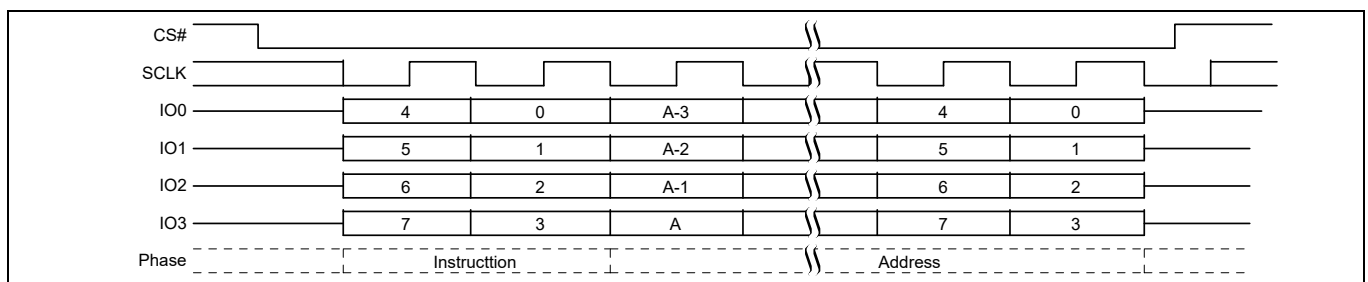 CS#
SCLK
IO0 4 0 A-3 4 0
IO1 5 1 A-2 5 1
IO2 6 2 A-1 6 2
IO3 7 3 A 7 3
Phase Instructtion Address